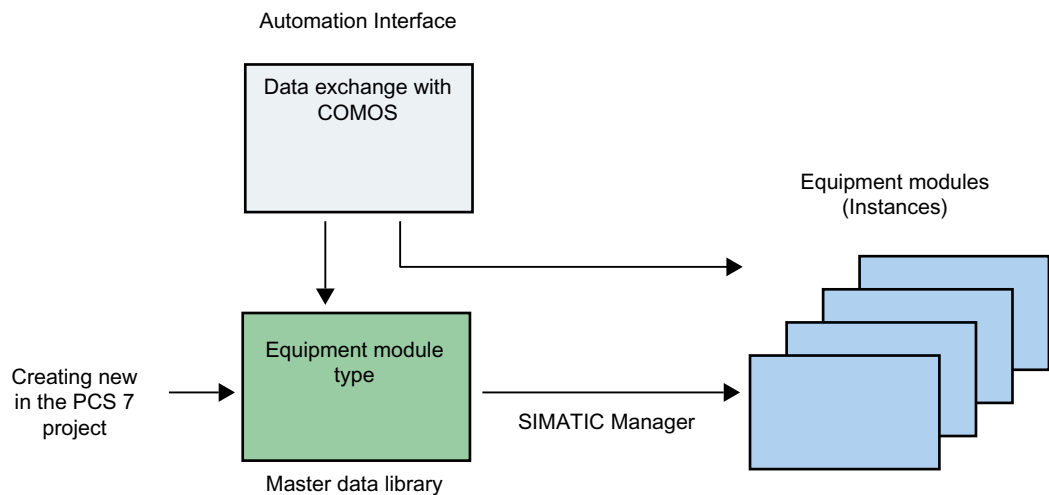 Automation Interface
Data exchange with
COMOS
Equipment modules
(Instances)
Equipment module
type
Creating new
in the PCS 7
project
SIMATIC Manager
Master data library